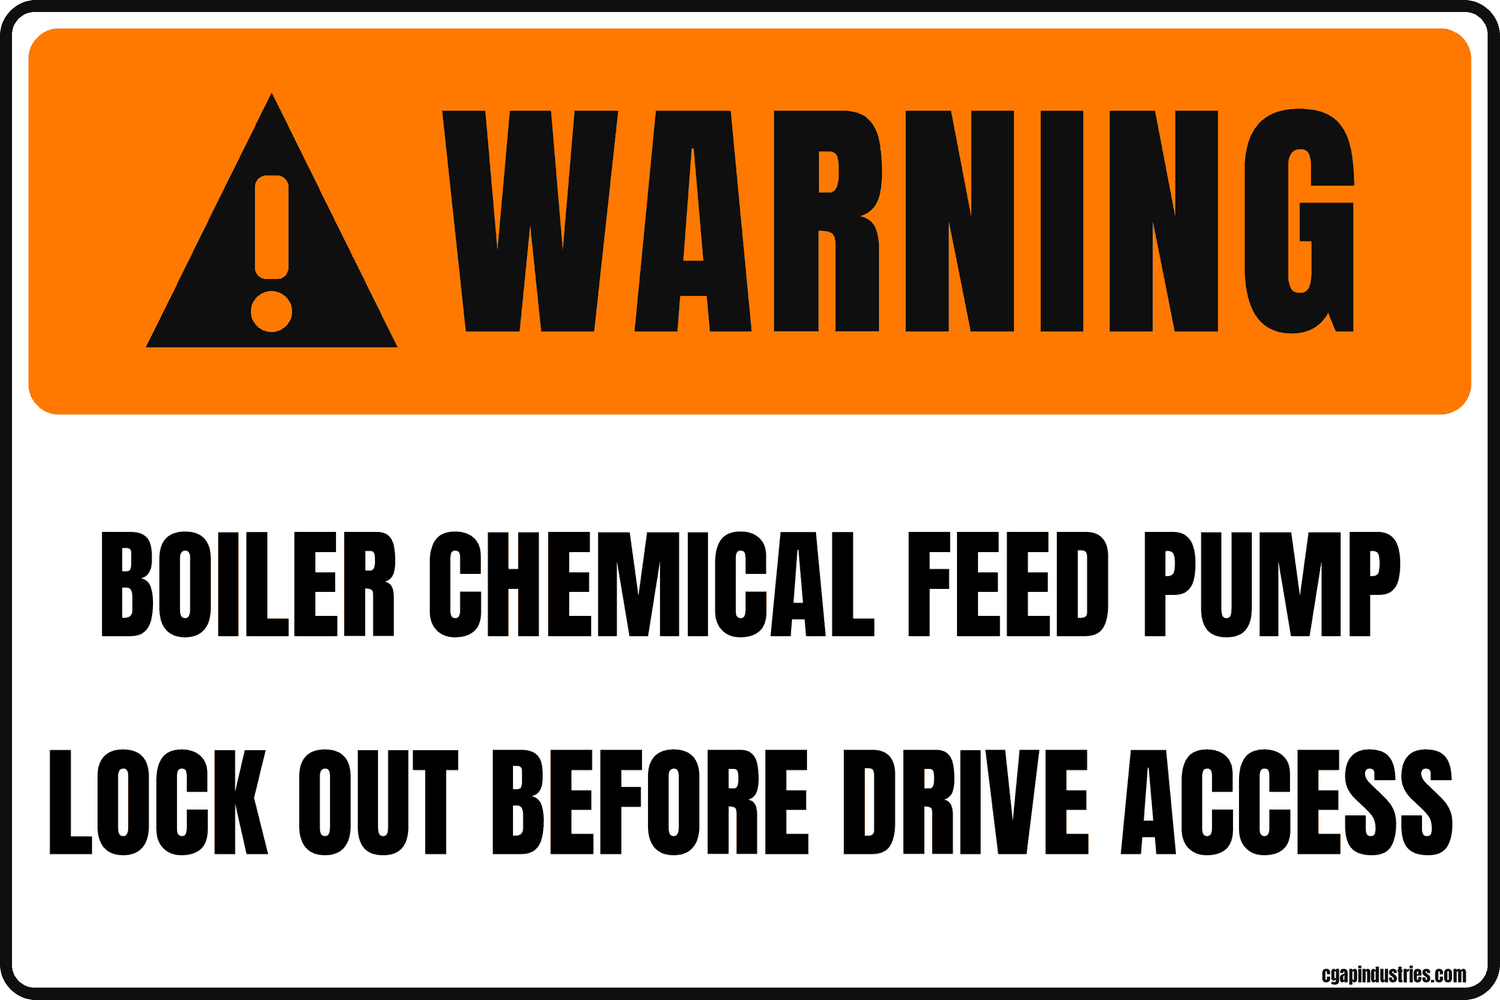 WARNING
BOILER CHEMICAL FEED PUMP
LOCK OUT BEFORE DRIVE ACCESS
cgapindustries.com